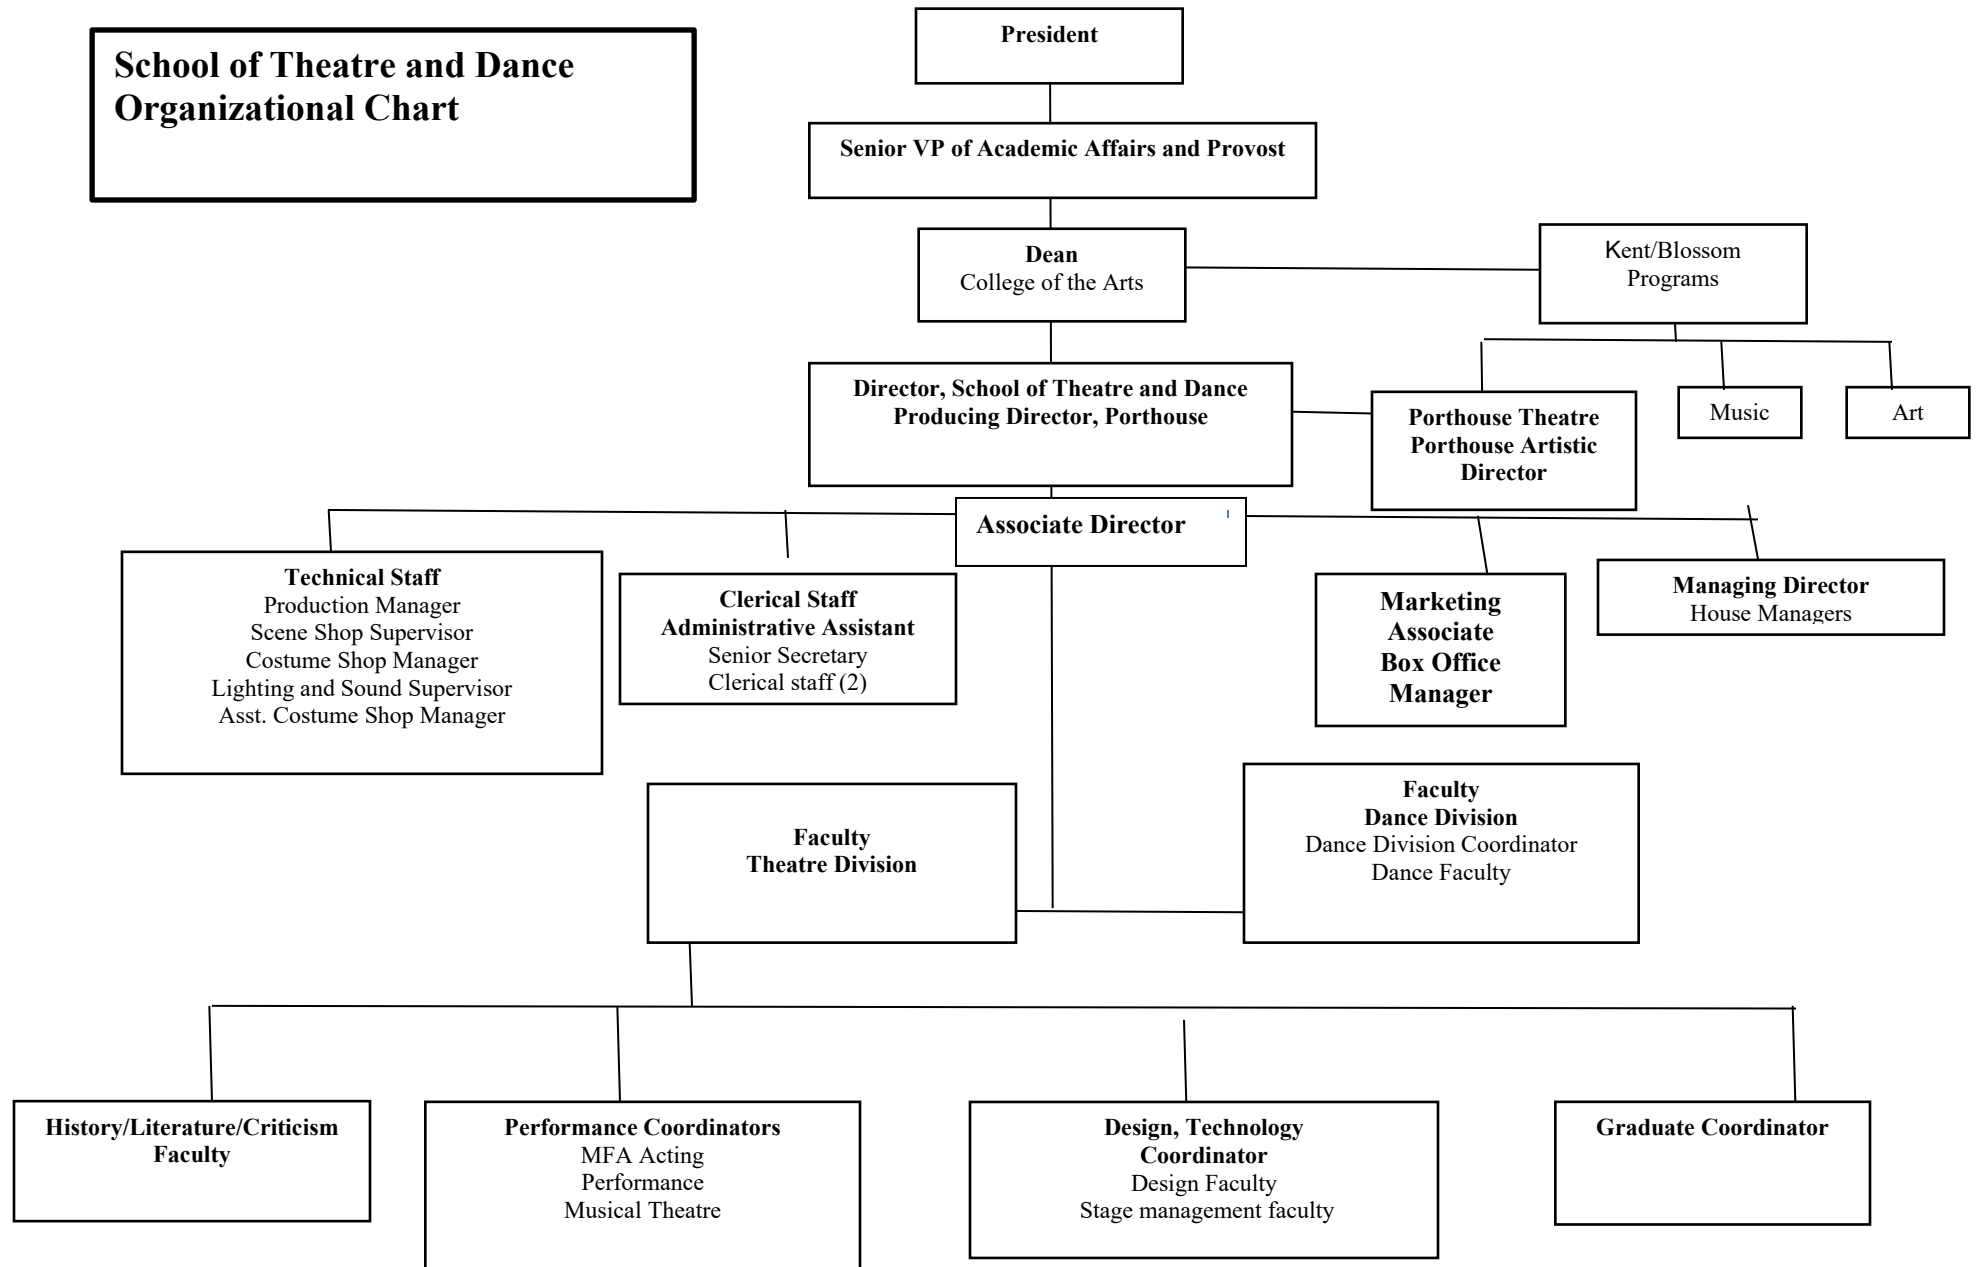 School of Theatre and Dance
Organizational Chart
President
Senior VP of Academic Affairs and Provost
Dean
College of the Arts
Kent/Blossom
Programs
Director, School of Theatre and Dance
Producing Director, Porthouse
Porthouse Theatre
Porthouse Artistic
Director
Music
Art
Associate Director
Technical Staff
Production Manager
Scene Shop Supervisor
Costume Shop Manager
Lighting and Sound Supervisor
Asst. Costume Shop Manager
Clerical Staff
Administrative Assistant
Senior Secretary
Clerical staff (2)
Marketing
Associate
Box Office
Manager
Managing Director
House Managers
Faculty
Theatre Division
Faculty
Dance Division
Dance Division Coordinator
Dance Faculty
History/Literature/Criticism
Faculty
Performance Coordinators
MFA Acting
Performance
Musical Theatre
Design, Technology
Coordinator
Design Faculty
Stage management faculty
Graduate Coordinator